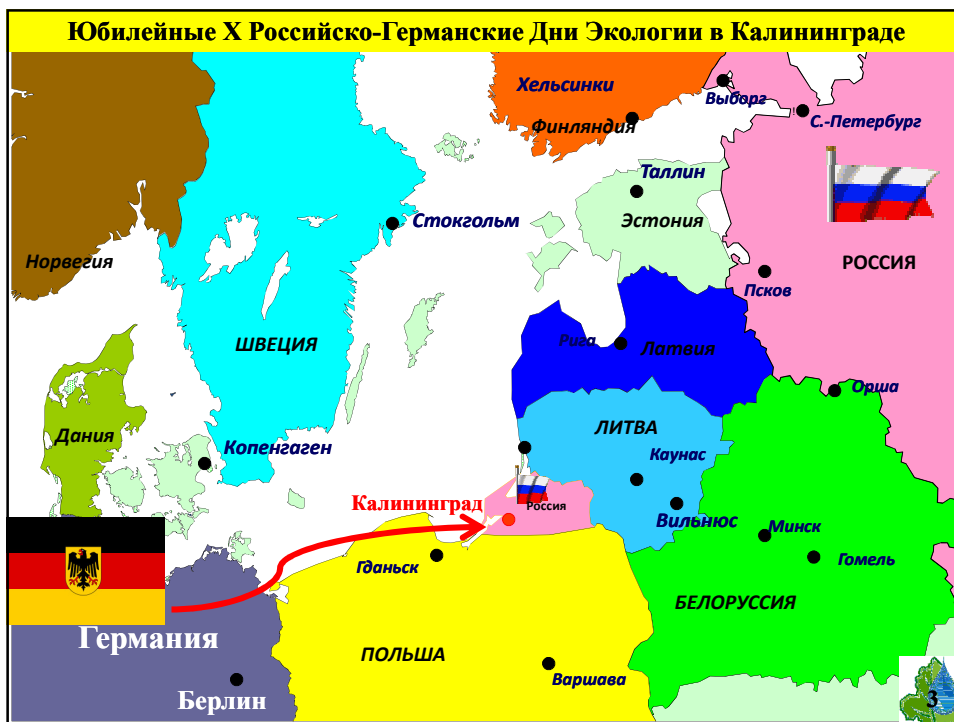 Юбилейные X Российско-Германские Дни Экологии в Калининграде
Хельсинки
Финляндия
Выборг
С.-Петербург
Таллин
Эстония
Стокгольм
Норвегия
РОССИЯ
Псков
ШВЕЦИЯ
Рига
Латвия
Орша
Дания
Копенгаген
ЛИТВА
Каунас
Калининград
Россия
Вильнюс
Минск
Гданьск
Гомель
БЕЛОРУССИЯ
Германия
ПОЛЬША
Варшава
Берлин
3